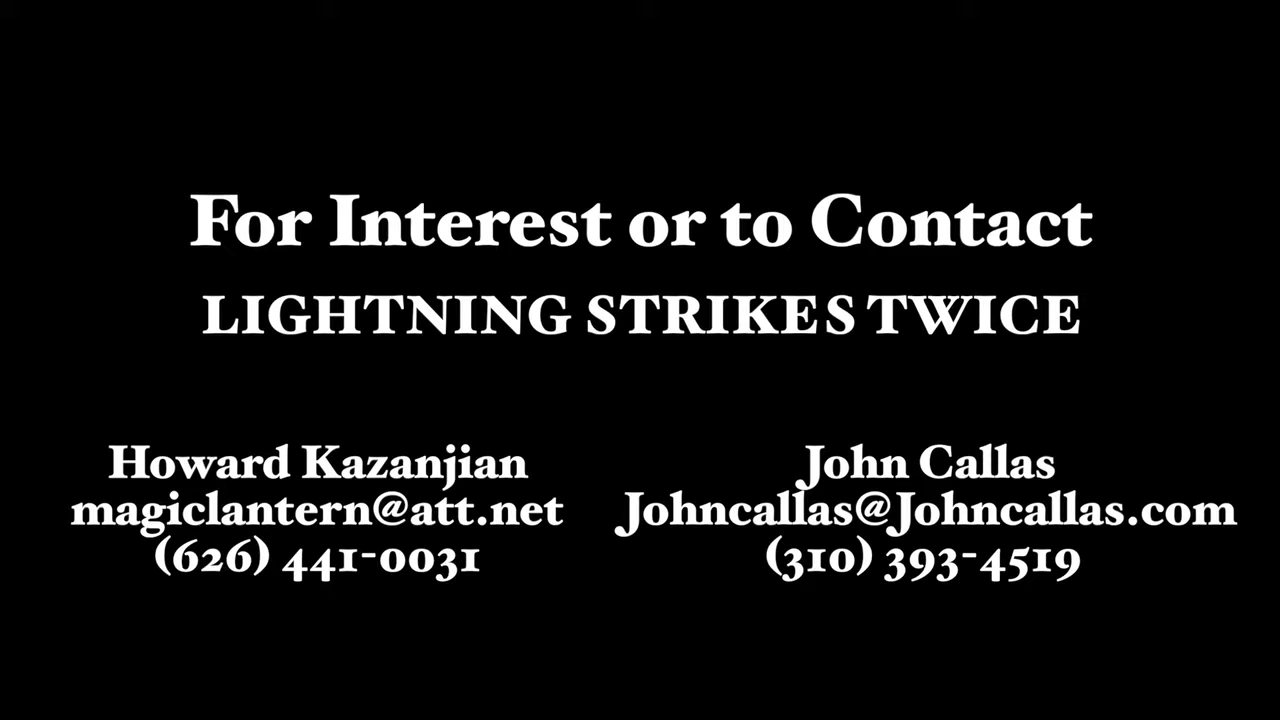 For Interest or to Contact
LIGHTNING STRIKES TWICE
Howard Kazanjian
magiclantern@att.net
(626) 441-0031
John Callas
Johncallas@Johncallas.com
(310) 393-4519